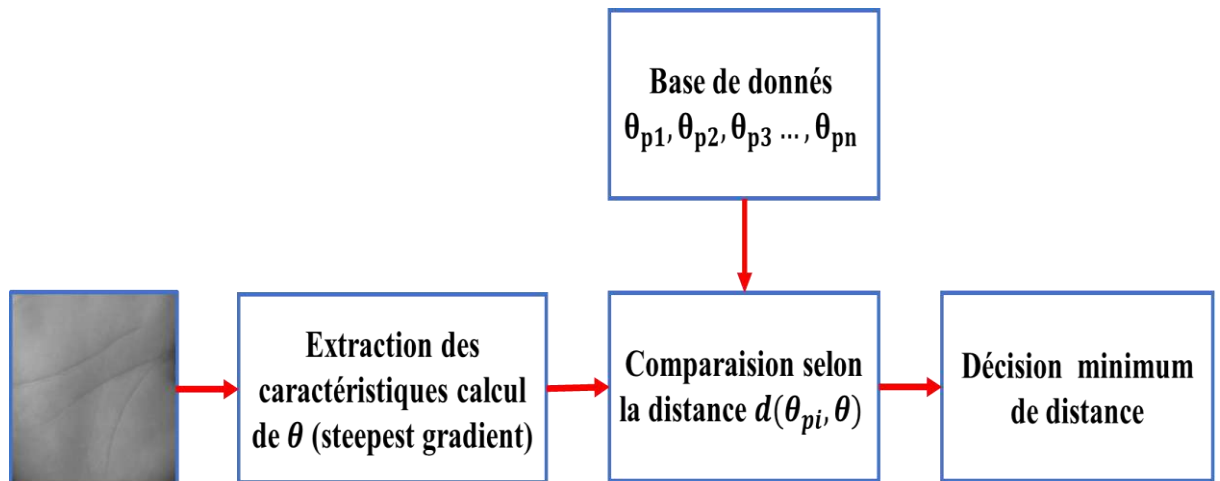 Base de donnés
θp1, θp2, θp3 ..., θpn
Extraction des
caractéristiques calcul
de θ (steepest gradient)
Comparaision selon
la distance d(θpi, θ)
Décision minimum
de distance